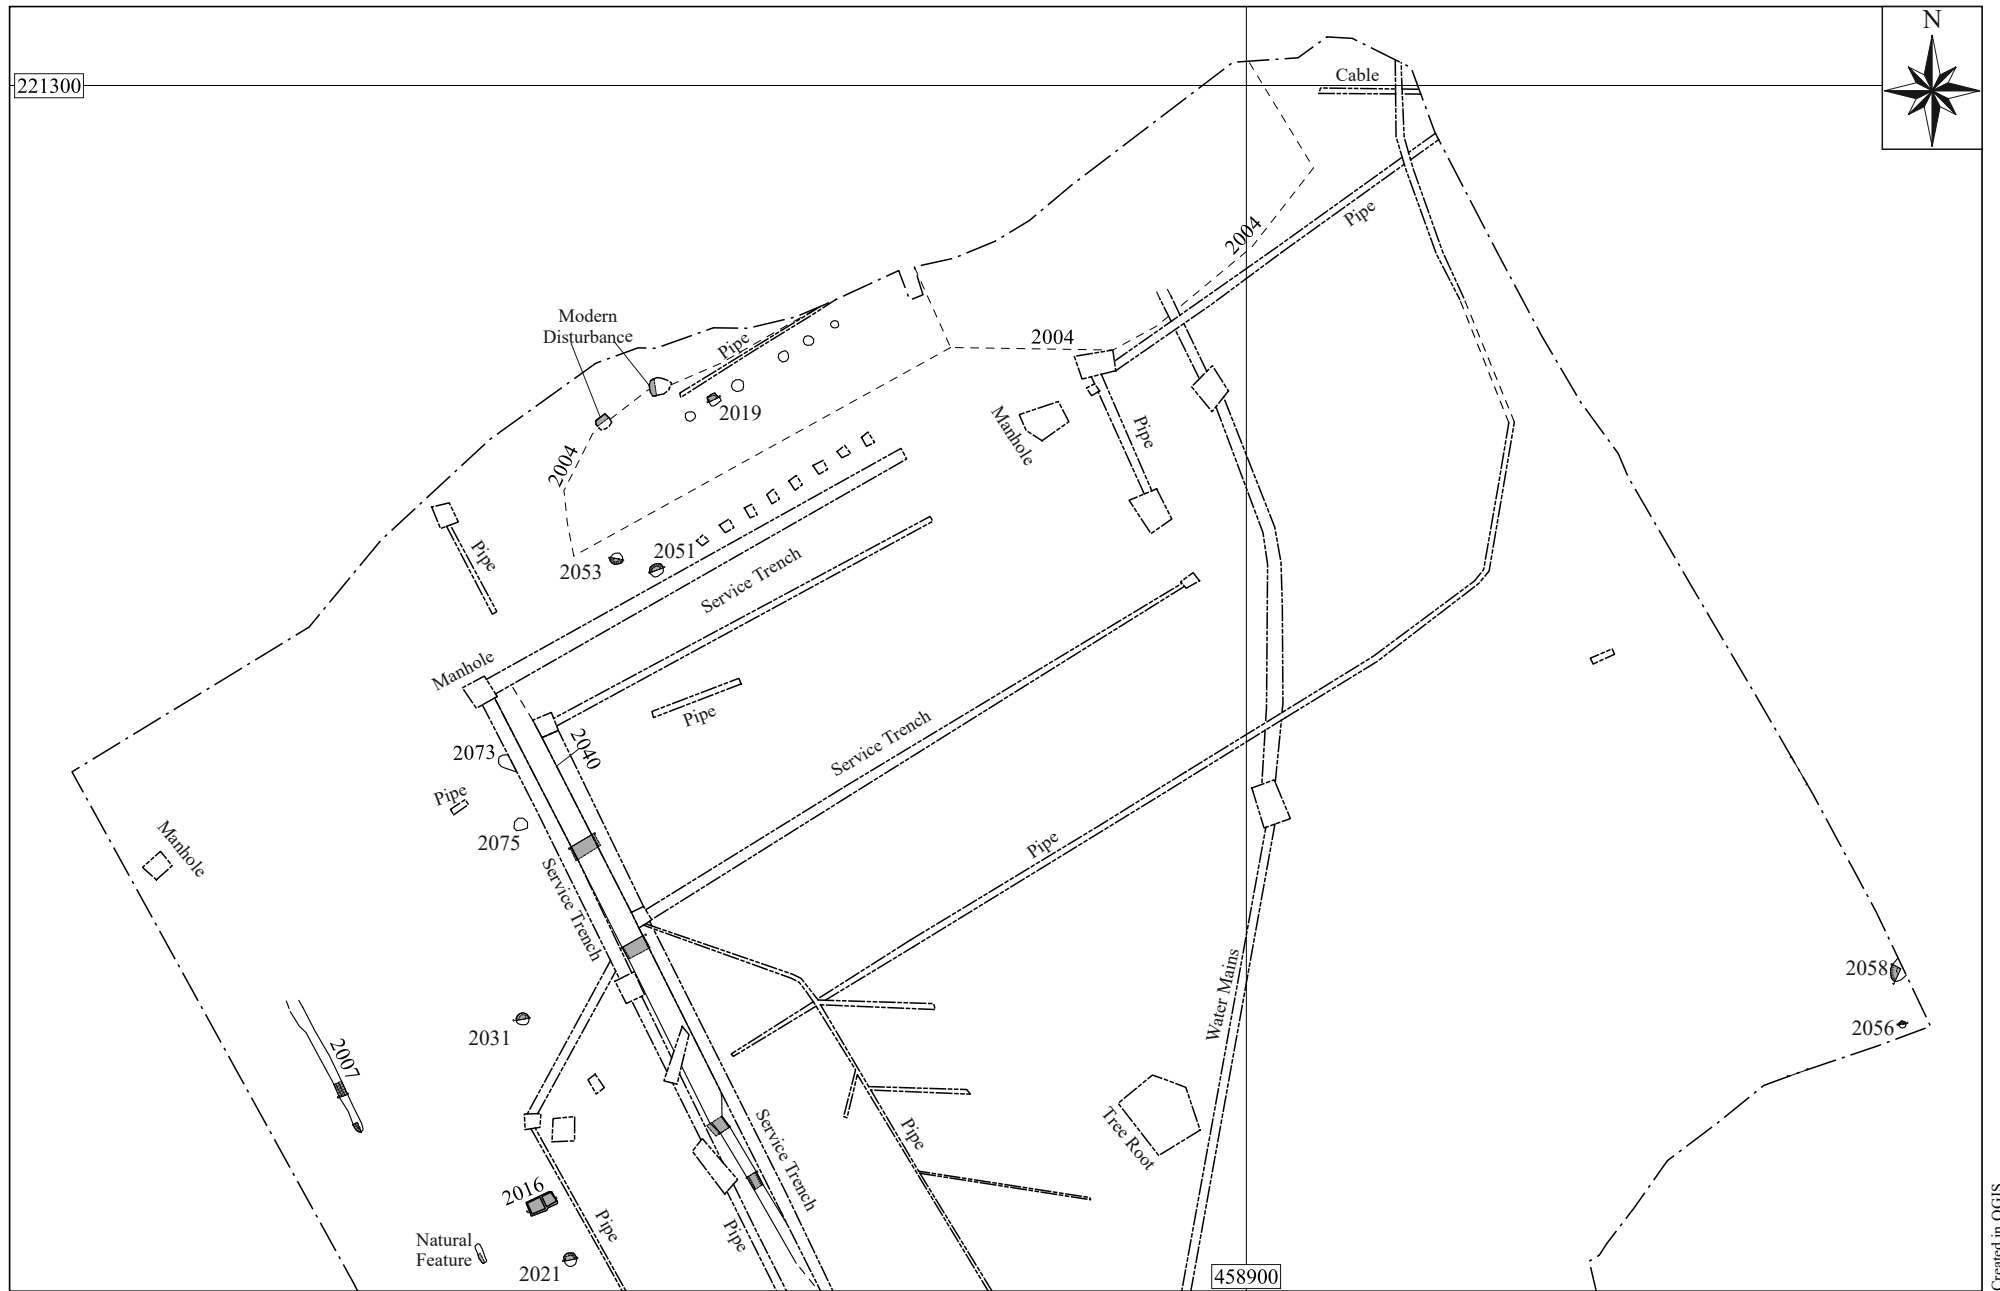 N
221300
Cable
Pipe
2004
Modern
Disturbance
Pipe
2004
2019
Manhole
Pipe
2004
Pipe
2051
2053
Service Trench
Manhole
Pipe
2040
2073
Service Trench
Pipe
2075
Manhole
Service Trench
Pipe
Water Mains
2058
2056
2031
2007
Tree Root
Service Trench
Pipe
2016
Pipe
Pipe
Natural
Feature
2021
458900
Created in QGIS